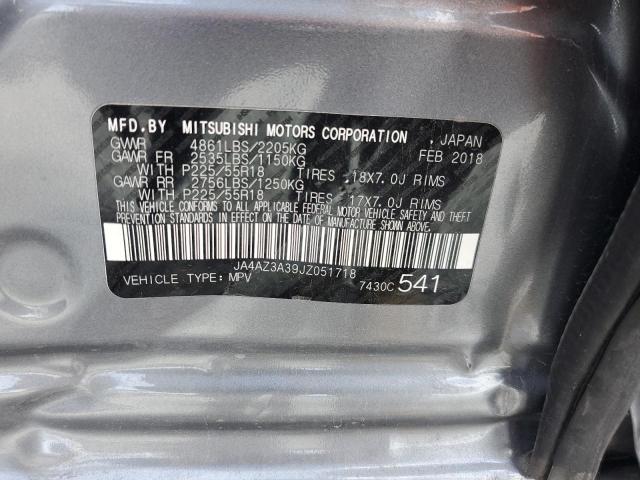 MFD.BY MITSUBISHI MOTORS CORPORATION . JAPAN
GVWR 4861LBS/2205KG FEB 2018
GAWR FR 2535LBS/1150KG
WITH P225/55R18 TIRES .18X7.0J RIMS
GAWR RR 2756LBS/1250KG
WITH P225/55R18 TIRES .17X7.0J RIMS
THIS VEHICLE CONFORMS TO ALL APPLICABLE FEDERAL MOTOR VEHICLE SAFETY AND THEFT
PREVENTION STANDARDS IN EFFECT ON THE DATE OF MANUFACTURE SHOWN ABOVE.
JA4AZ3A39JZ051718
VEHICLE TYPE:MPV 7430C 541